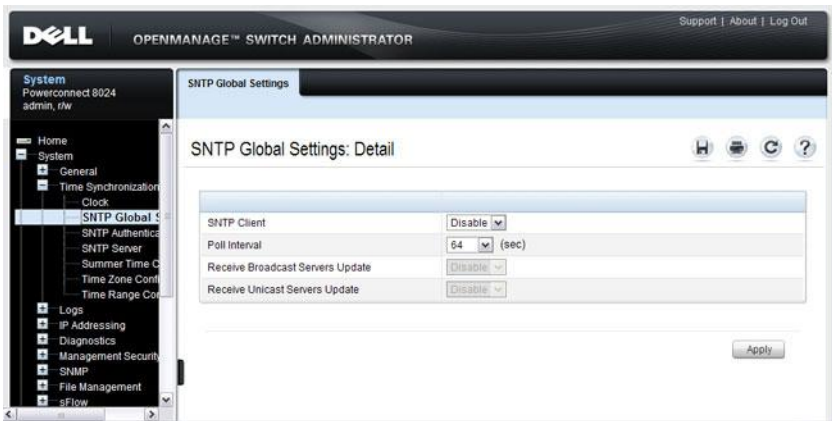 Support | About | Log Out
DELL OPENMANAGE™ SWITCH ADMINISTRATOR
System
Powerconnect 8024
admin, r/w
SNTP Global Settings
Home
System
General
Time Synchronization
Clock
SNTP Global S
SNTP Authentica
SNTP Server
Summer Time C
Time Zone Confi
Time Range Con
Logs
IP Addressing
Diagnostics
Management Security
SNMP
File Management
sFlow
SNTP Global Settings: Detail
SNTP Client Disable
Poll Interval 64 (sec)
Receive Broadcast Servers Update Disable
Receive Unicast Servers Update Disable
Apply